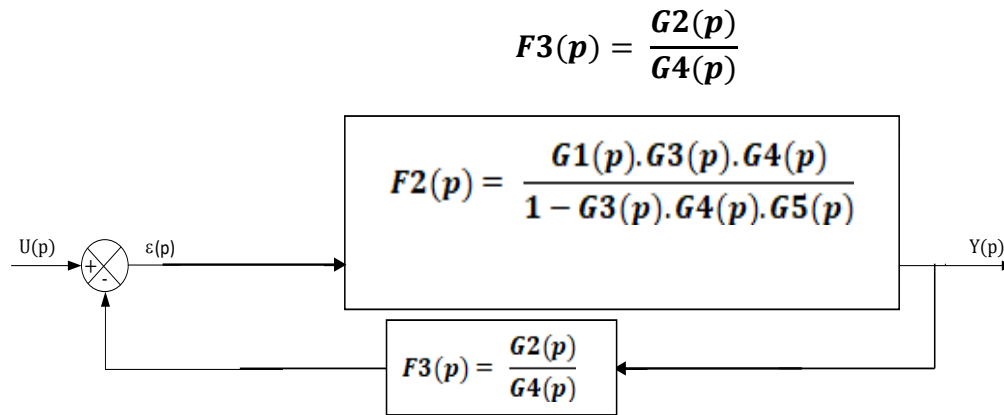 F3(p) = G2(p) / G4(p)
F2(p) = G1(p).G3(p).G4(p) / 1 − G3(p).G4(p).G5(p)
U(p) + - ε(p) Y(p)
F3(p) = G2(p) / G4(p)